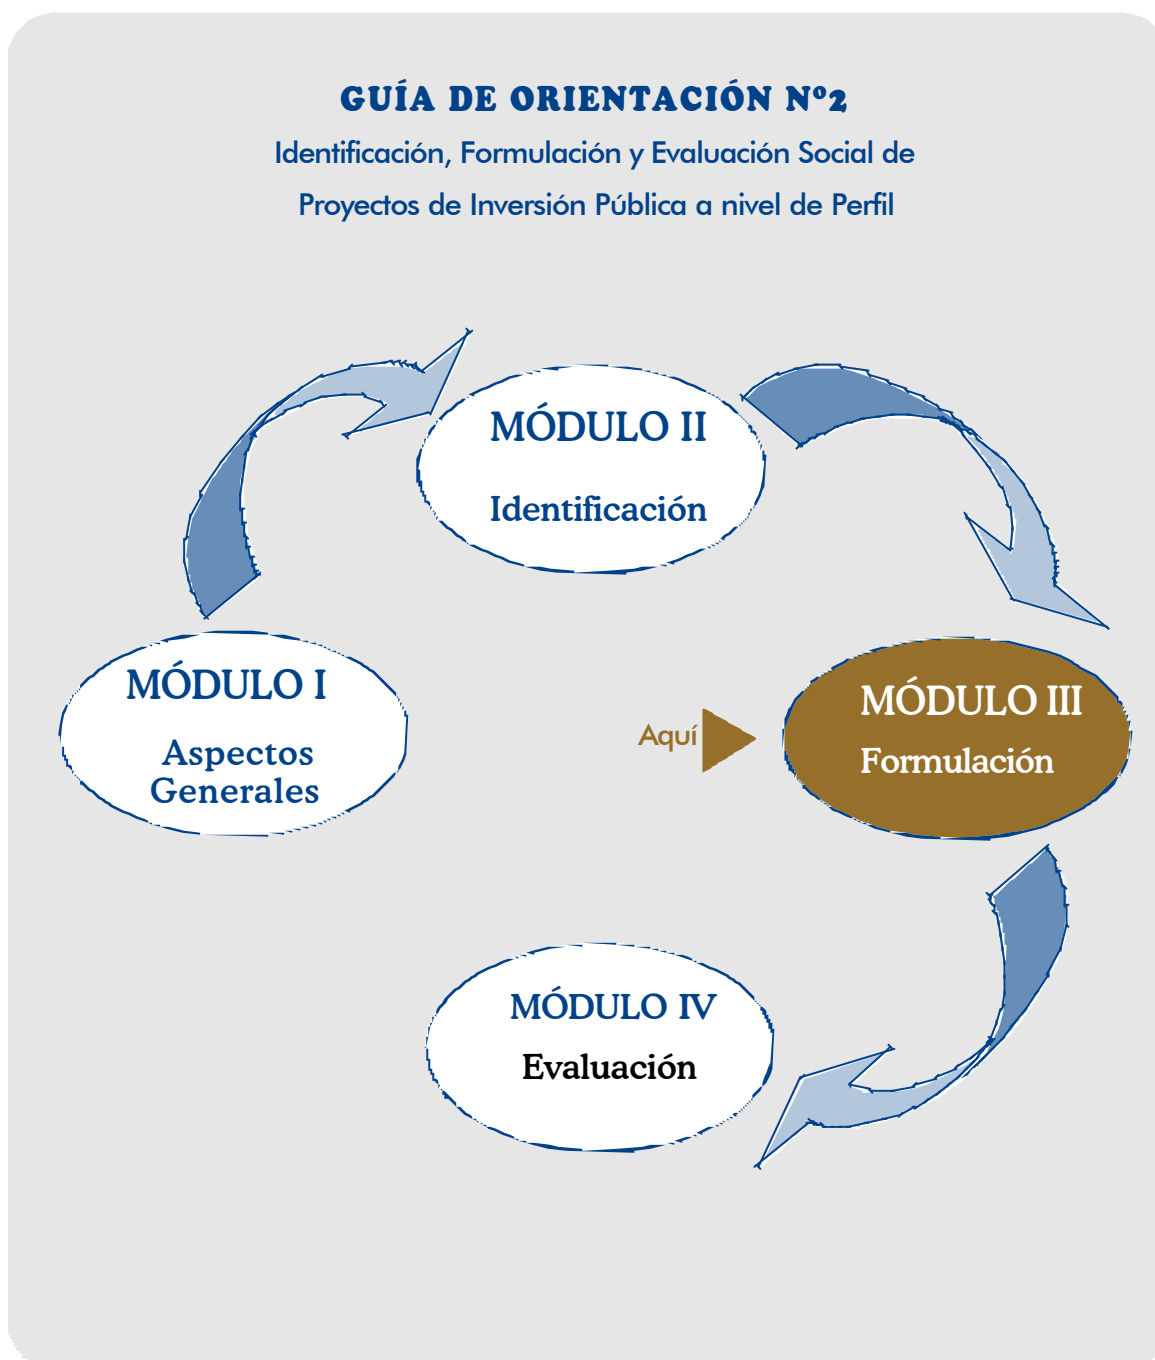 GUÍA DE ORIENTACIÓN Nº2
Identificación, Formulación y Evaluación Social de
Proyectos de Inversión Pública a nivel de Perfil
MÓDULO II
Identificación
MÓDULO I
Aspectos
Generales
Aquí
MÓDULO III
Formulación
MÓDULO IV
Evaluación